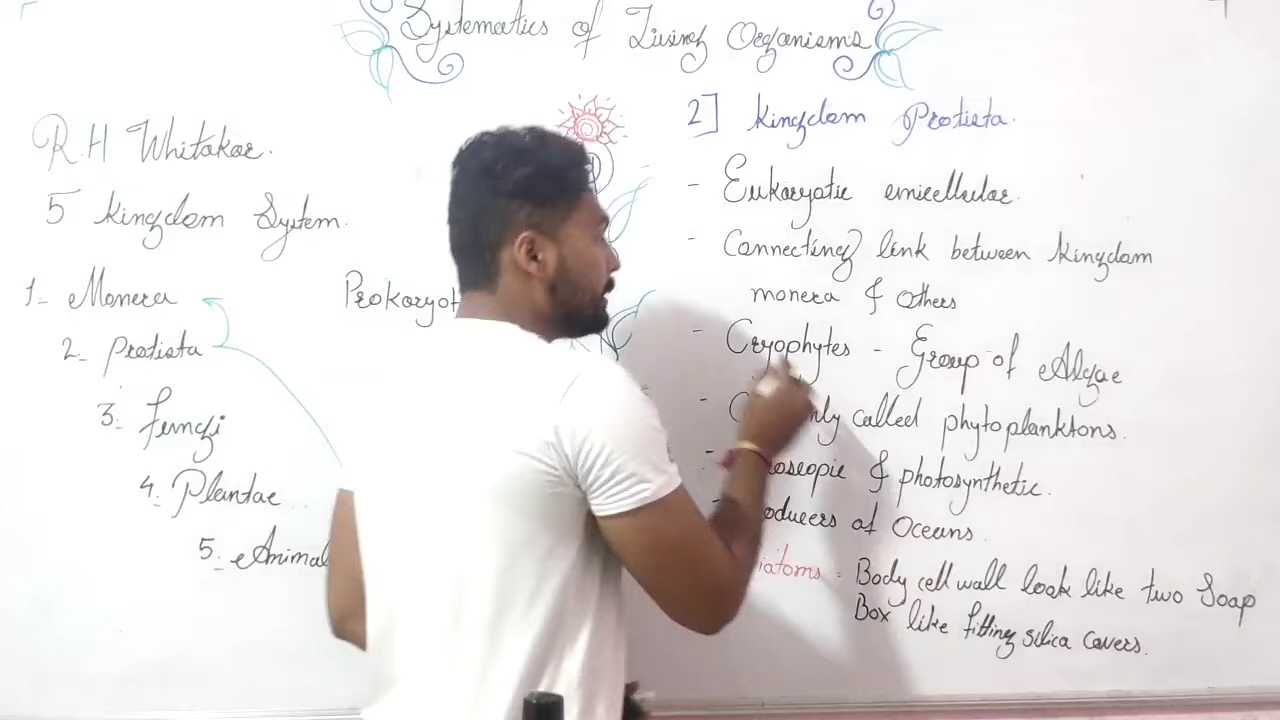 Systematics of Living Organisms
R.H Whitakar.
5 Kingdom System.
1- Monera
Prokaryot
2- Protista
3- Fungi
4. Plantae
5. Animal
2] Kingdom Protista.
- Eukaryotic unicellular.
- Connecting link between Kingdom
monera & Others
- Cryophytes - Group of Algae
- called phytoplanktons.
- & photosynthetic.
- of Oceans.
Body cell wall look like two Soap
Box like fitting silica covers.